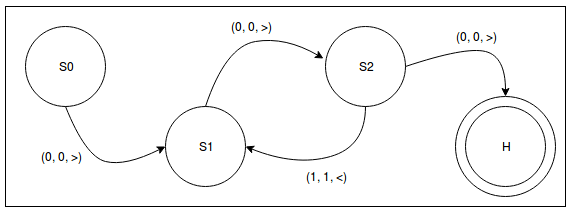 (0, 0, >)
(0, 0, >)
S0
S2
S1
H
(0, 0, >)
(1, 1, <)